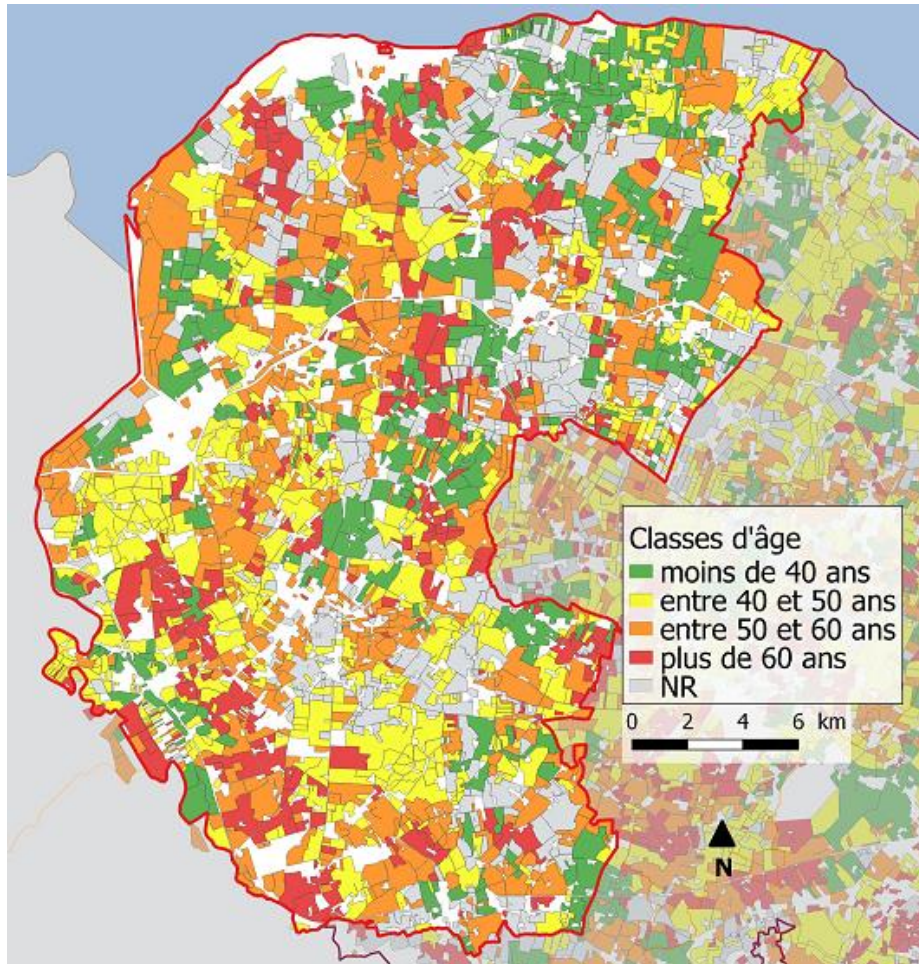 Classes d'âge
moins de 40 ans
entre 40 et 50 ans
entre 50 et 60 ans
plus de 60 ans
NR
0 2 4 6 km
N